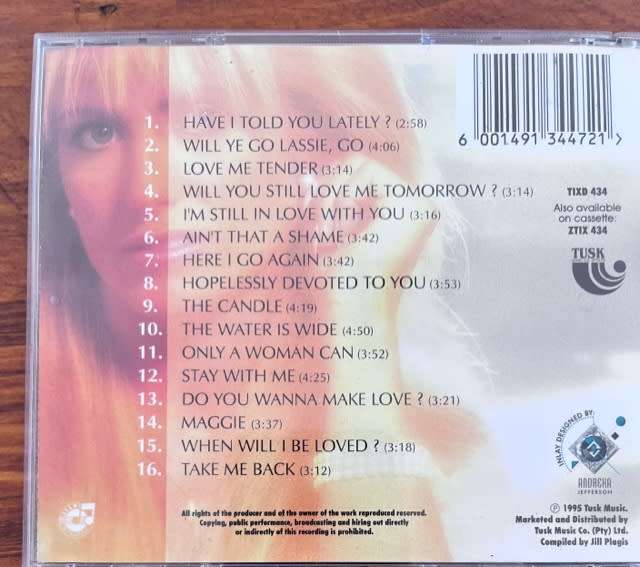 1. HAVE I TOLD YOU LATELY ? (2:58)
2. WILL YE GO LASSIE, GO (4:06)
3. LOVE ME TENDER (3:14)
4. WILL YOU STILL LOVE ME TOMORROW ? (3:14)
5. I'M STILL IN LOVE WITH YOU (3:16)
6. AIN'T THAT A SHAME (3:42)
7. HERE I GO AGAIN (3:42)
8. HOPELESSLY DEVOTED TO YOU (3:53)
9. THE CANDLE (4:19)
10. THE WATER IS WIDE (4:50)
11. ONLY A WOMAN CAN (3:52)
12. STAY WITH ME (4:25)
13. DO YOU WANNA MAKE LOVE ? (3:21)
14. MAGGIE (3:37)
15. WHEN WILL I BE LOVED ? (3:18)
16. TAKE ME BACK (3:12)
6 001491 344721 >
TIXD 434
Also available
on cassette:
ZTIX 434
TUSK
INLAY DESIGNED BY:
ANDREKA
JEFFERSON
All rights of the producer and of the owner of the work reproduced reserved.
Copying, public performance, broadcasting and hiring out directly
or indirectly of this recording is prohibited.
℗ 1995 Tusk Music.
Marketed and Distributed by
Tusk Music Co. (Pty) Ltd.
Compiled by Jill Plagis